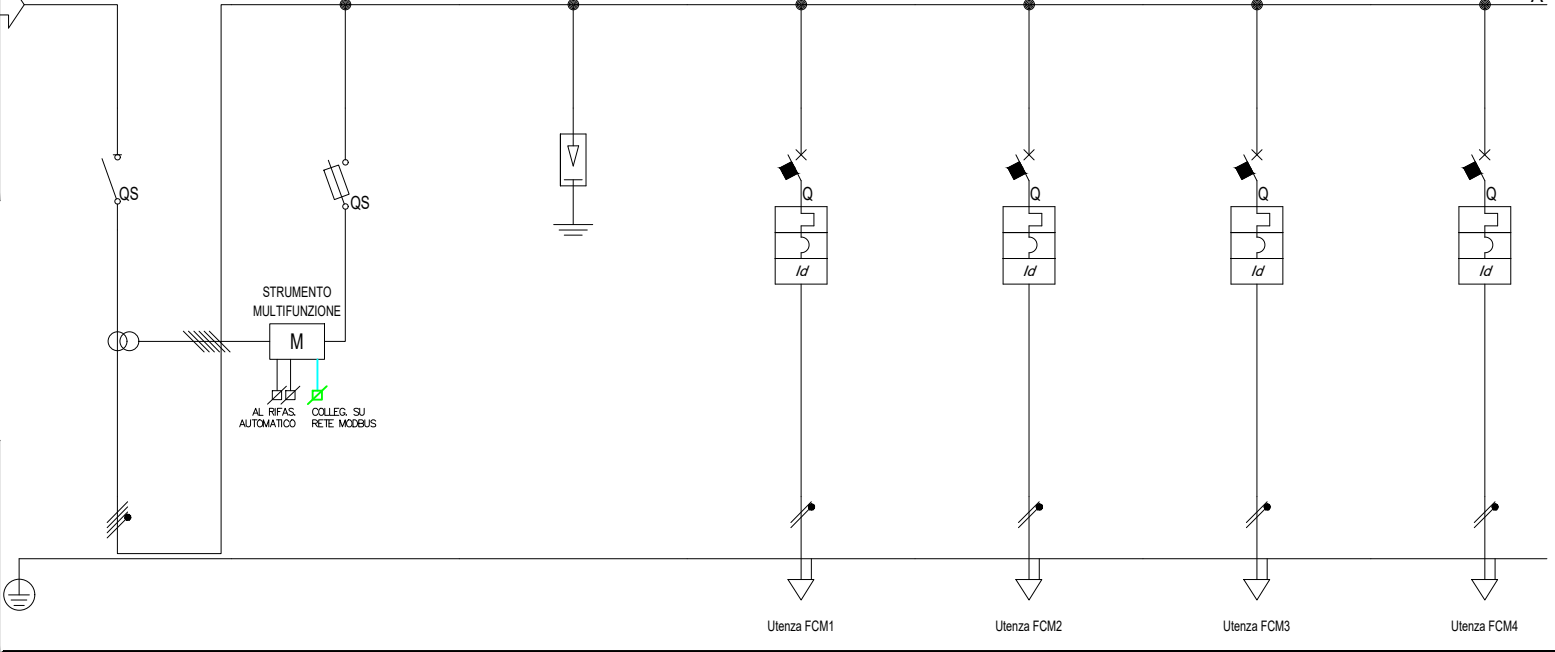 QS
QS
Q
Q
Q
Q
Id
Id
Id
Id
STRUMENTO
MULTIFUNZIONE
M
AL RIFAS.
AUTOMATICO
COLLEG. SU
RETE MODBUS
Utenza FCM1
Utenza FCM2
Utenza FCM3
Utenza FCM4